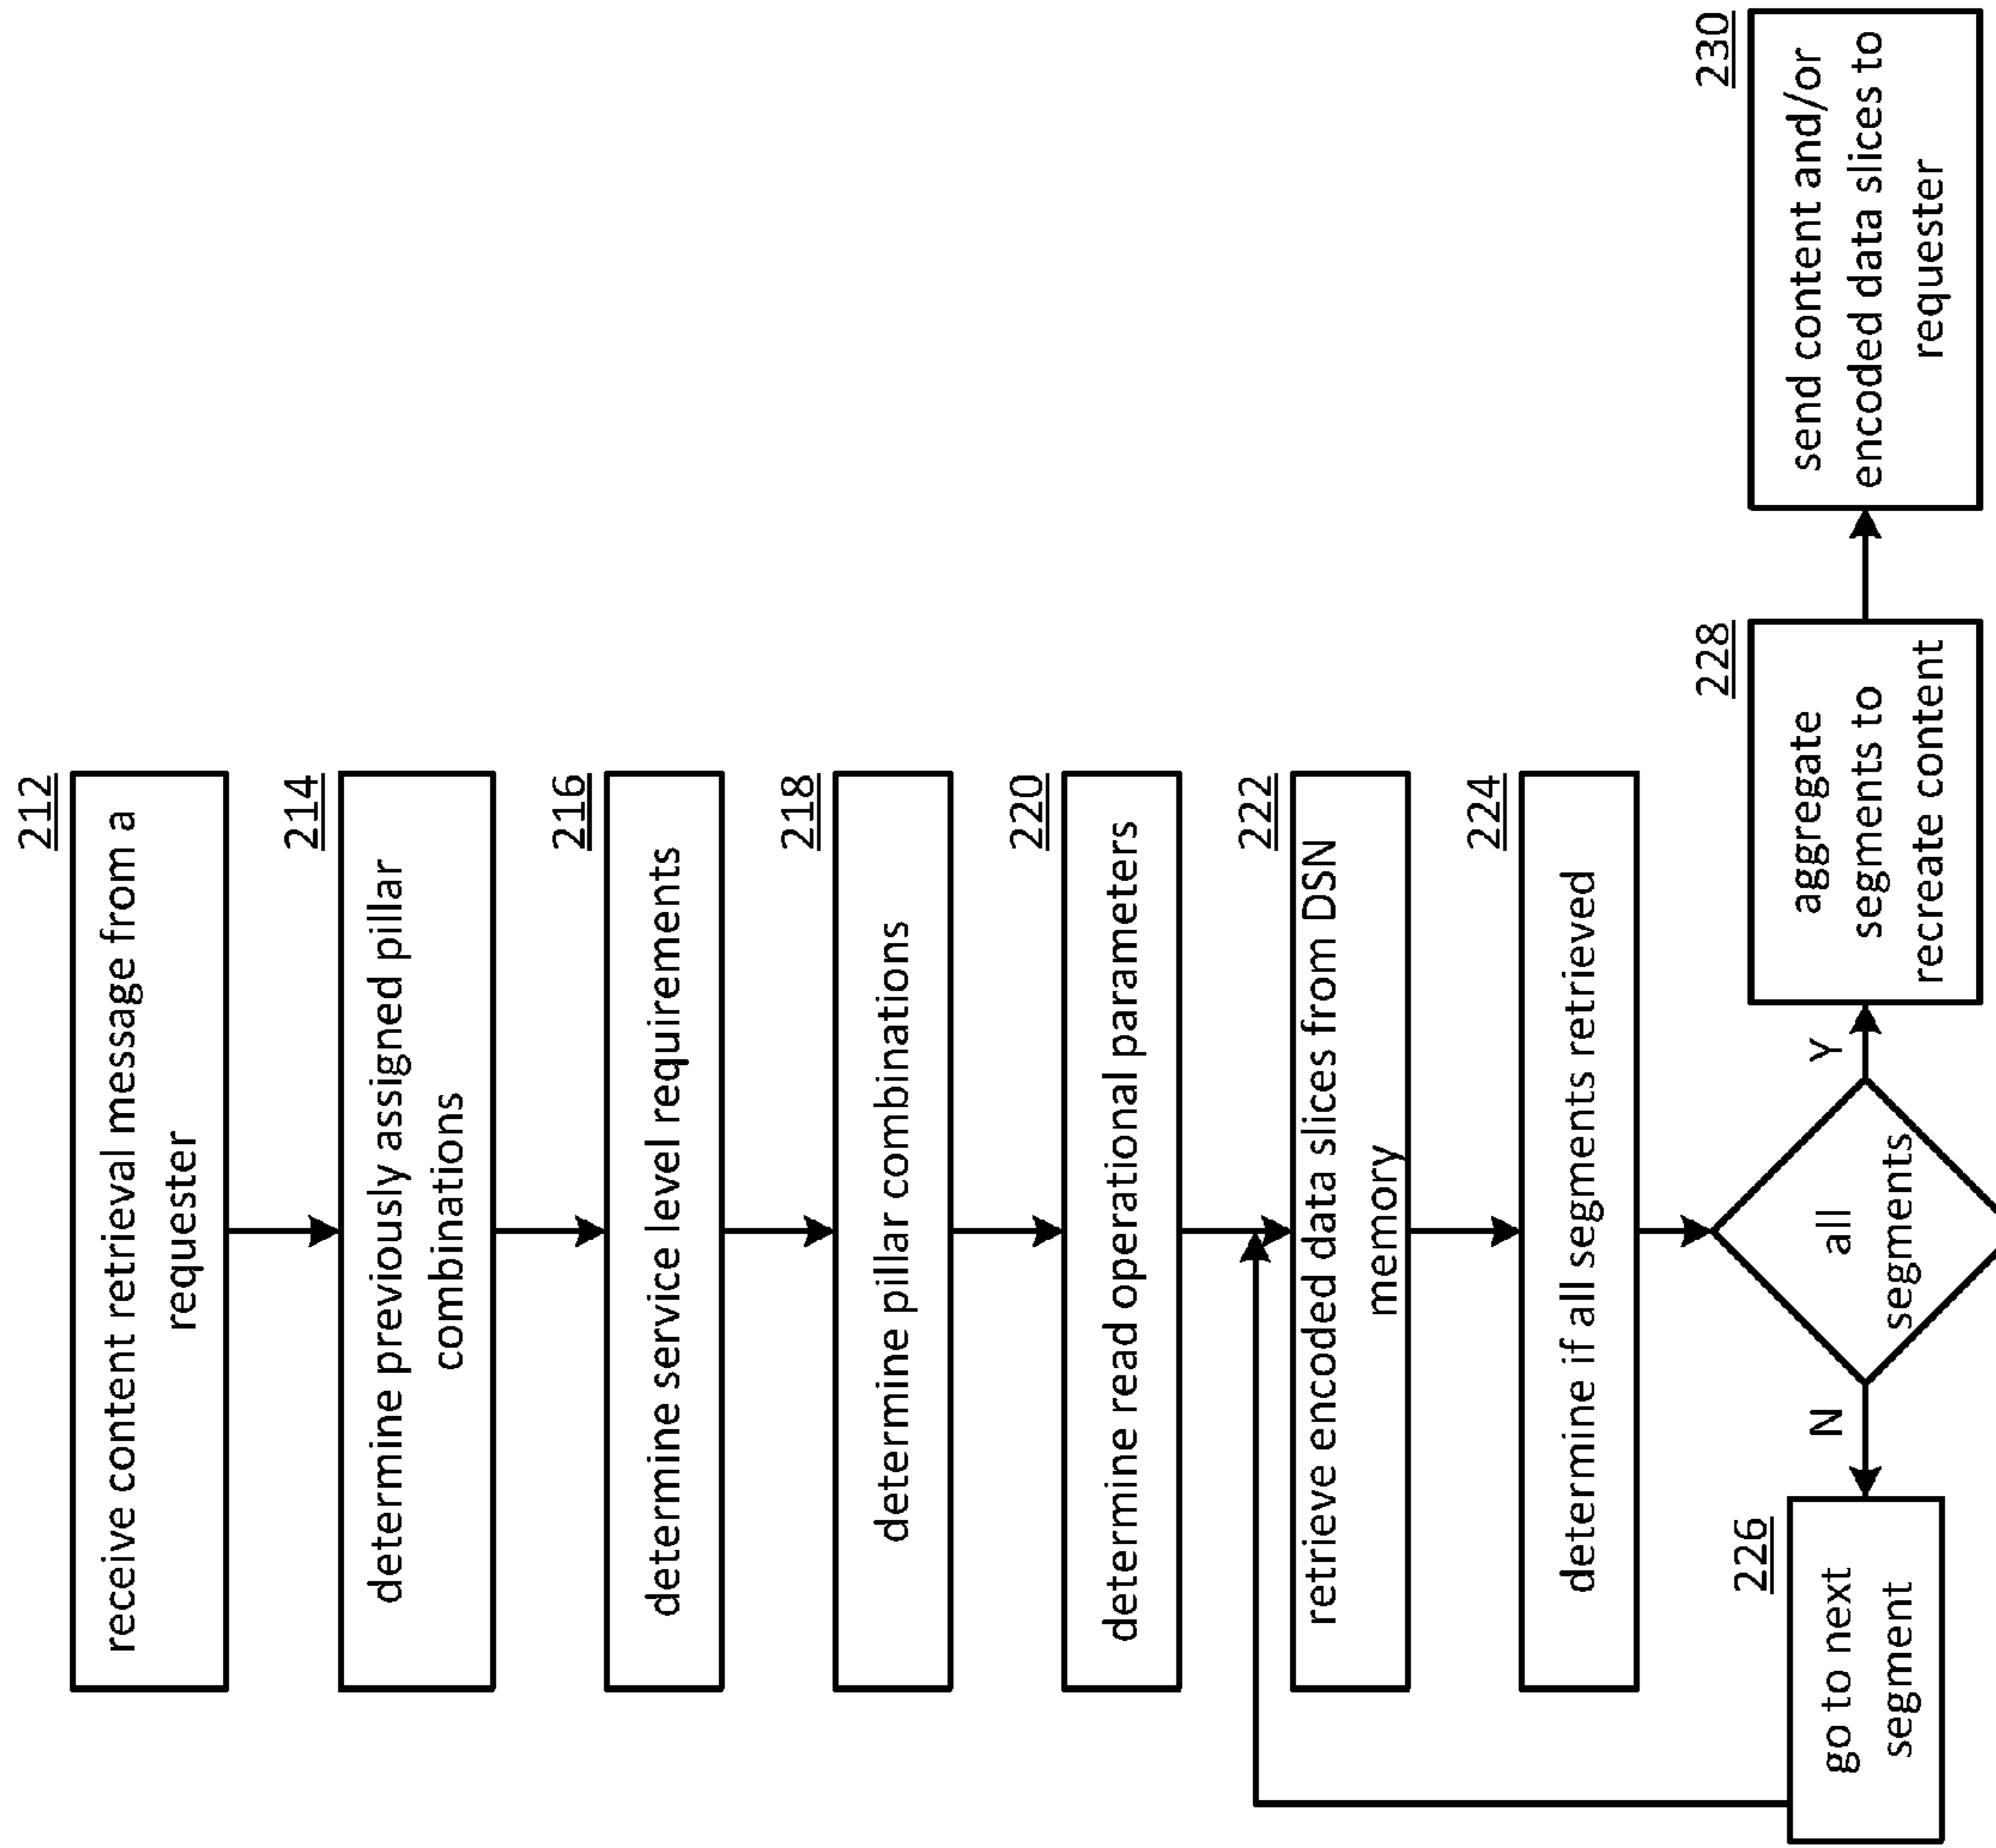 212
receive content retrieval message from a
requester
214
determine previously assigned pillar
combinations
216
determine service level requirements
218
determine pillar combinations
220
determine read operational parameters
222
retrieve encoded data slices from DSN
memory
224
determine if all segments retrieved
all
segments
N
Y
226
go to next
segment
228
aggregate
segments to
recreate content
230
send content and/or
encoded data slices to
requester